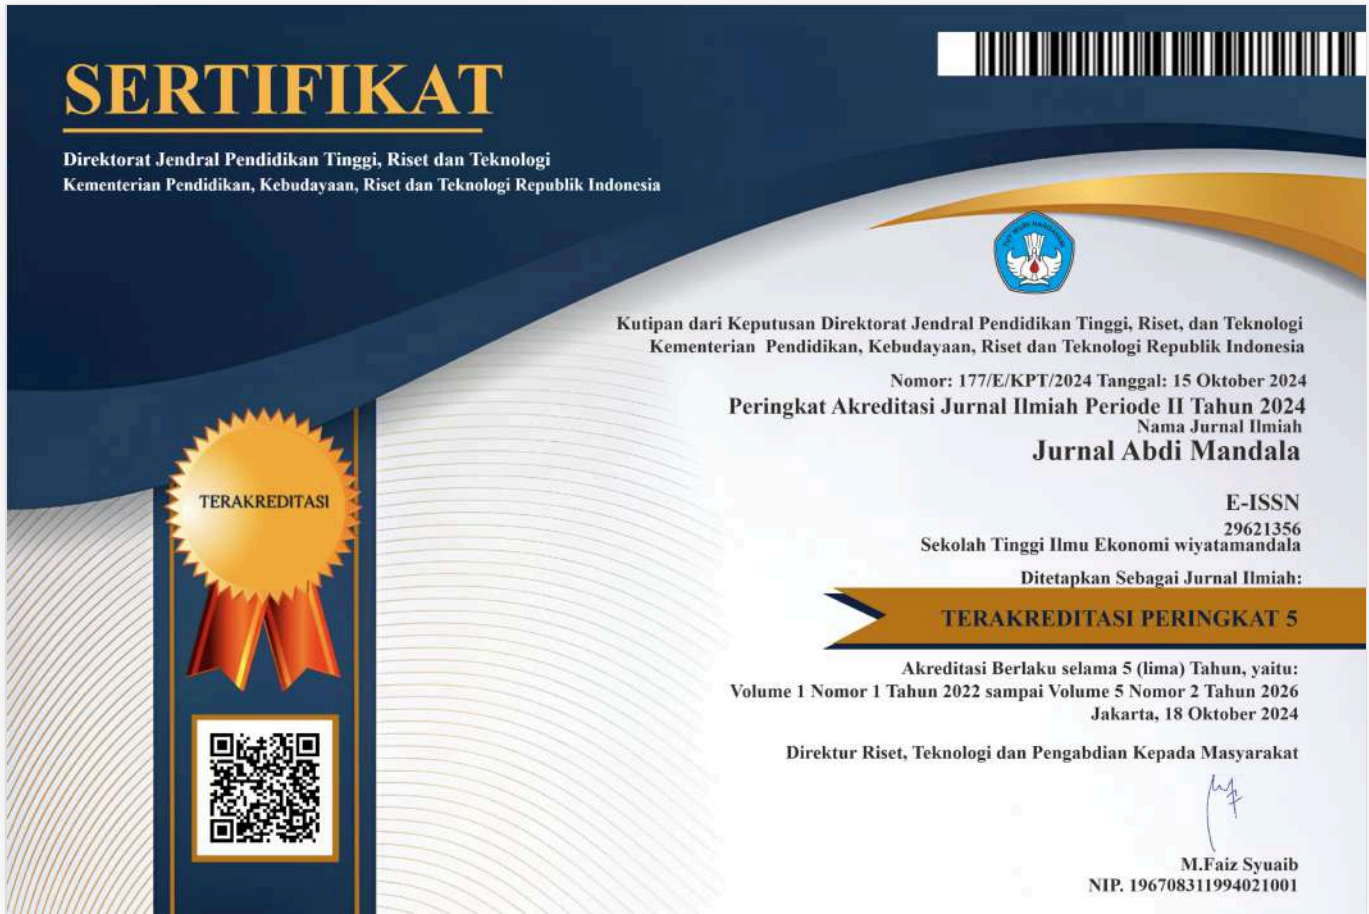 SERTIFIKAT
Direktorat Jendral Pendidikan Tinggi, Riset dan Teknologi
Kementerian Pendidikan, Kebudayaan, Riset dan Teknologi Republik Indonesia
TUT WURI HANDAYANI
Kutipan dari Keputusan Direktorat Jendral Pendidikan Tinggi, Riset, dan Teknologi
Kementerian Pendidikan, Kebudayaan, Riset dan Teknologi Republik Indonesia
Nomor: 177/E/KPT/2024 Tanggal: 15 Oktober 2024
Peringkat Akreditasi Jurnal Ilmiah Periode II Tahun 2024
Nama Jurnal Ilmiah
Jurnal Abdi Mandala
E-ISSN
29621356
Sekolah Tinggi Ilmu Ekonomi wiyatamandala
Ditetapkan Sebagai Jurnal Ilmiah:
TERAKREDITASI PERINGKAT 5
Akreditasi Berlaku selama 5 (lima) Tahun, yaitu:
Volume 1 Nomor 1 Tahun 2022 sampai Volume 5 Nomor 2 Tahun 2026
Jakarta, 18 Oktober 2024
Direktur Riset, Teknologi dan Pengabdian Kepada Masyarakat
M.Faiz Syuaib
NIP. 196708311994021001
TERAKREDITASI